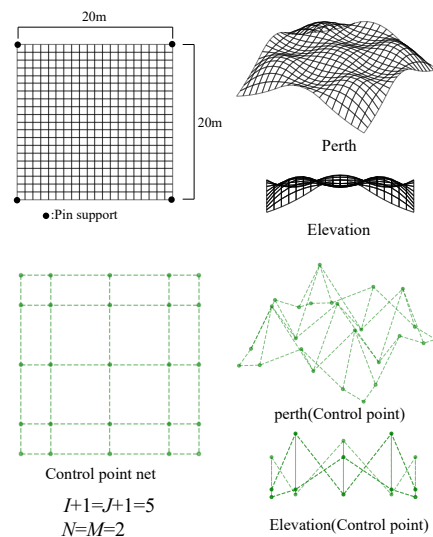 20m
20m
●:Pin support
Perth
Elevation
Control point net
I+1=J+1=5
N=M=2
perth(Control point)
Elevation(Control point)